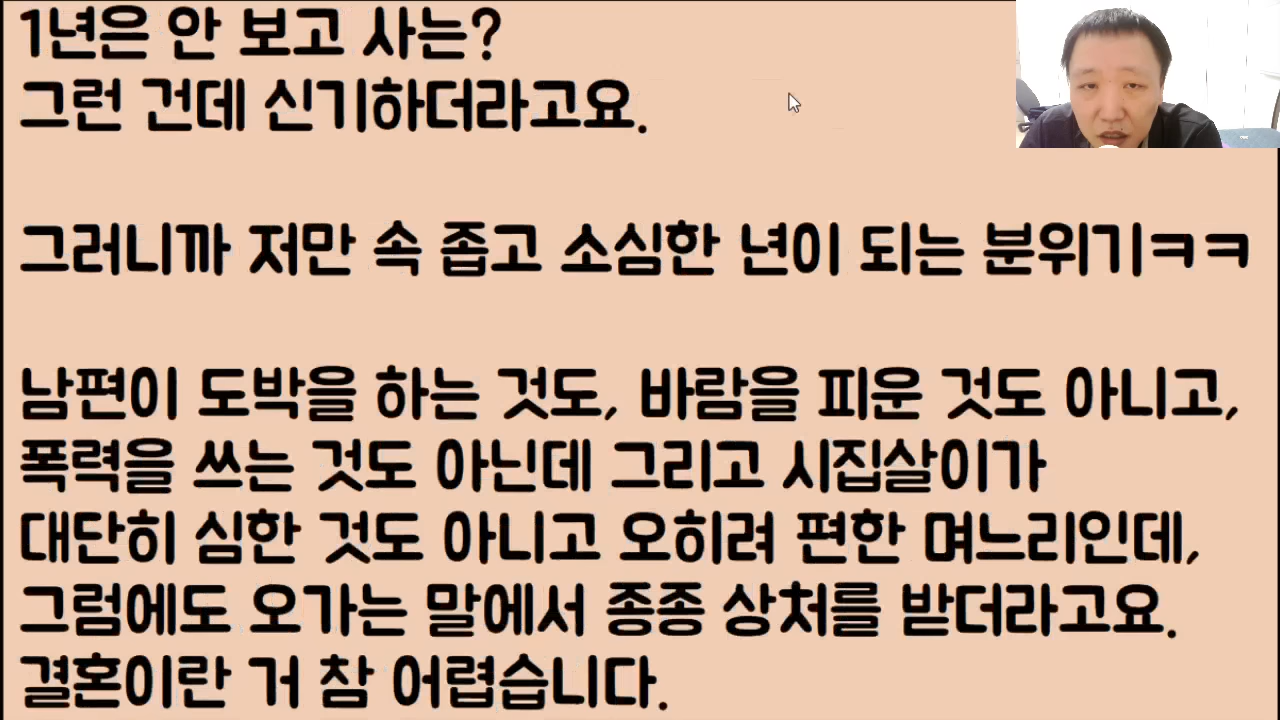 1년은 안 보고 사는?
그런 건데 신기하더라고요.
그러니까 저만 속 좁고 소심한 년이 되는 분위기ㅋㅋ
남편이 도박을 하는 것도, 바람을 피운 것도 아니고,
폭력을 쓰는 것도 아닌데 그리고 시집살이가
대단히 심한 것도 아니고 오히려 편한 며느리인데,
그럼에도 오가는 말에서 종종 상처를 받더라고요.
결혼이란 거 참 어렵습니다.